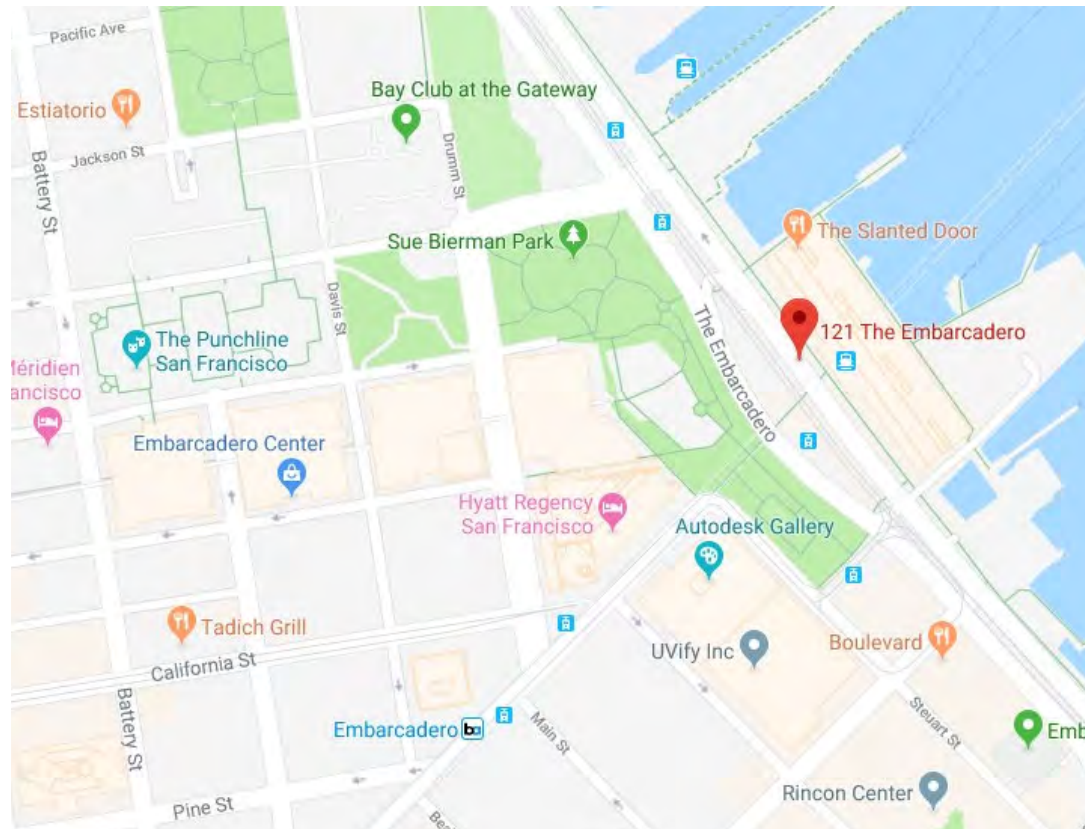 Pacific Ave
Estiatorio
Bay Club at the Gateway
Jackson St
Battery St
Drumm St
Sue Bierman Park
The Slanted Door
Davis St
The Embarcadero
121 The Embarcadero
The Punchline
San Francisco
Méridien
ancisco
Embarcadero Center
Hyatt Regency
San Francisco
Autodesk Gallery
Tadich Grill
UVify Inc
Boulevard
California St
Battery St
Embarcadero
Main St
Steuart St
Emb
Rincon Center
Pine St